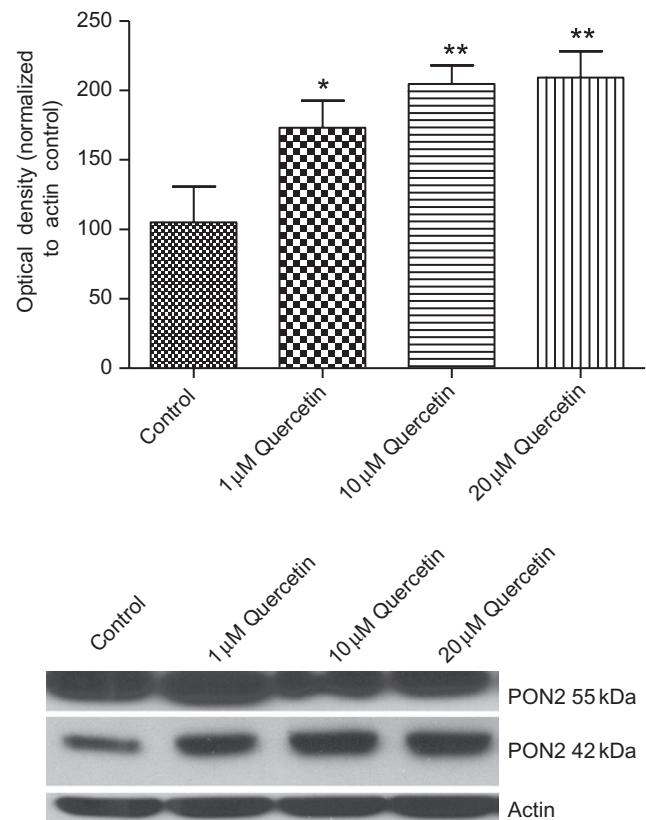 Optical density (normalized
to actin control)
250
200
150
100
50
0
*
**
**
Control
1 μM Quercetin
10 μM Quercetin
20 μM Quercetin
Control
1 μM Quercetin
10 μM Quercetin
20 μM Quercetin
PON2 55 kDa
PON2 42 kDa
Actin